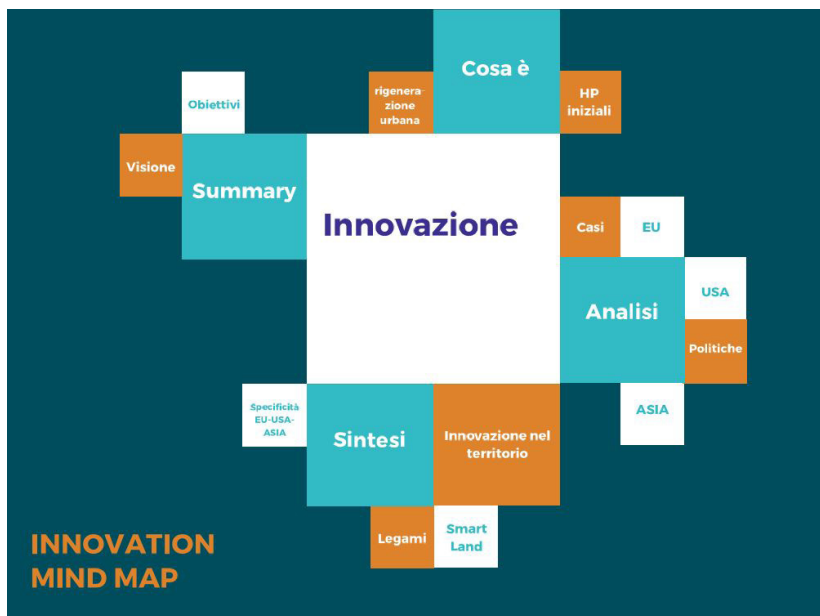 Cosa è
rigenera-
zione
urbana
HP
iniziali
Obiettivi
Visione
Summary
Innovazione
Casi
EU
Analisi
USA
Politiche
ASIA
Specificità
EU-USA-
ASIA
Sintesi
Innovazione nel
territorio
Legami
Smart
Land
INNOVATION
MIND MAP